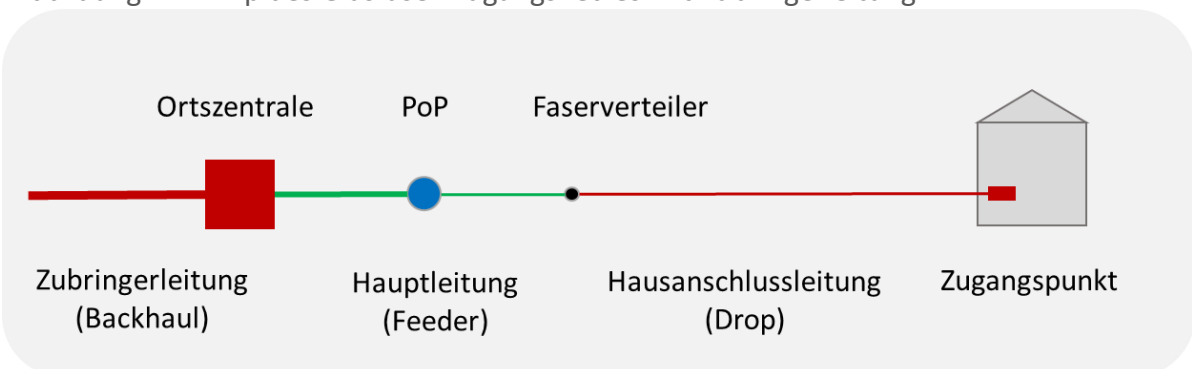 Ortszentrale PoP Faserverteiler
Zubringerleitung Hauptleitung Hausanschlussleitung Zugangspunkt
(Backhaul) (Feeder) (Drop)